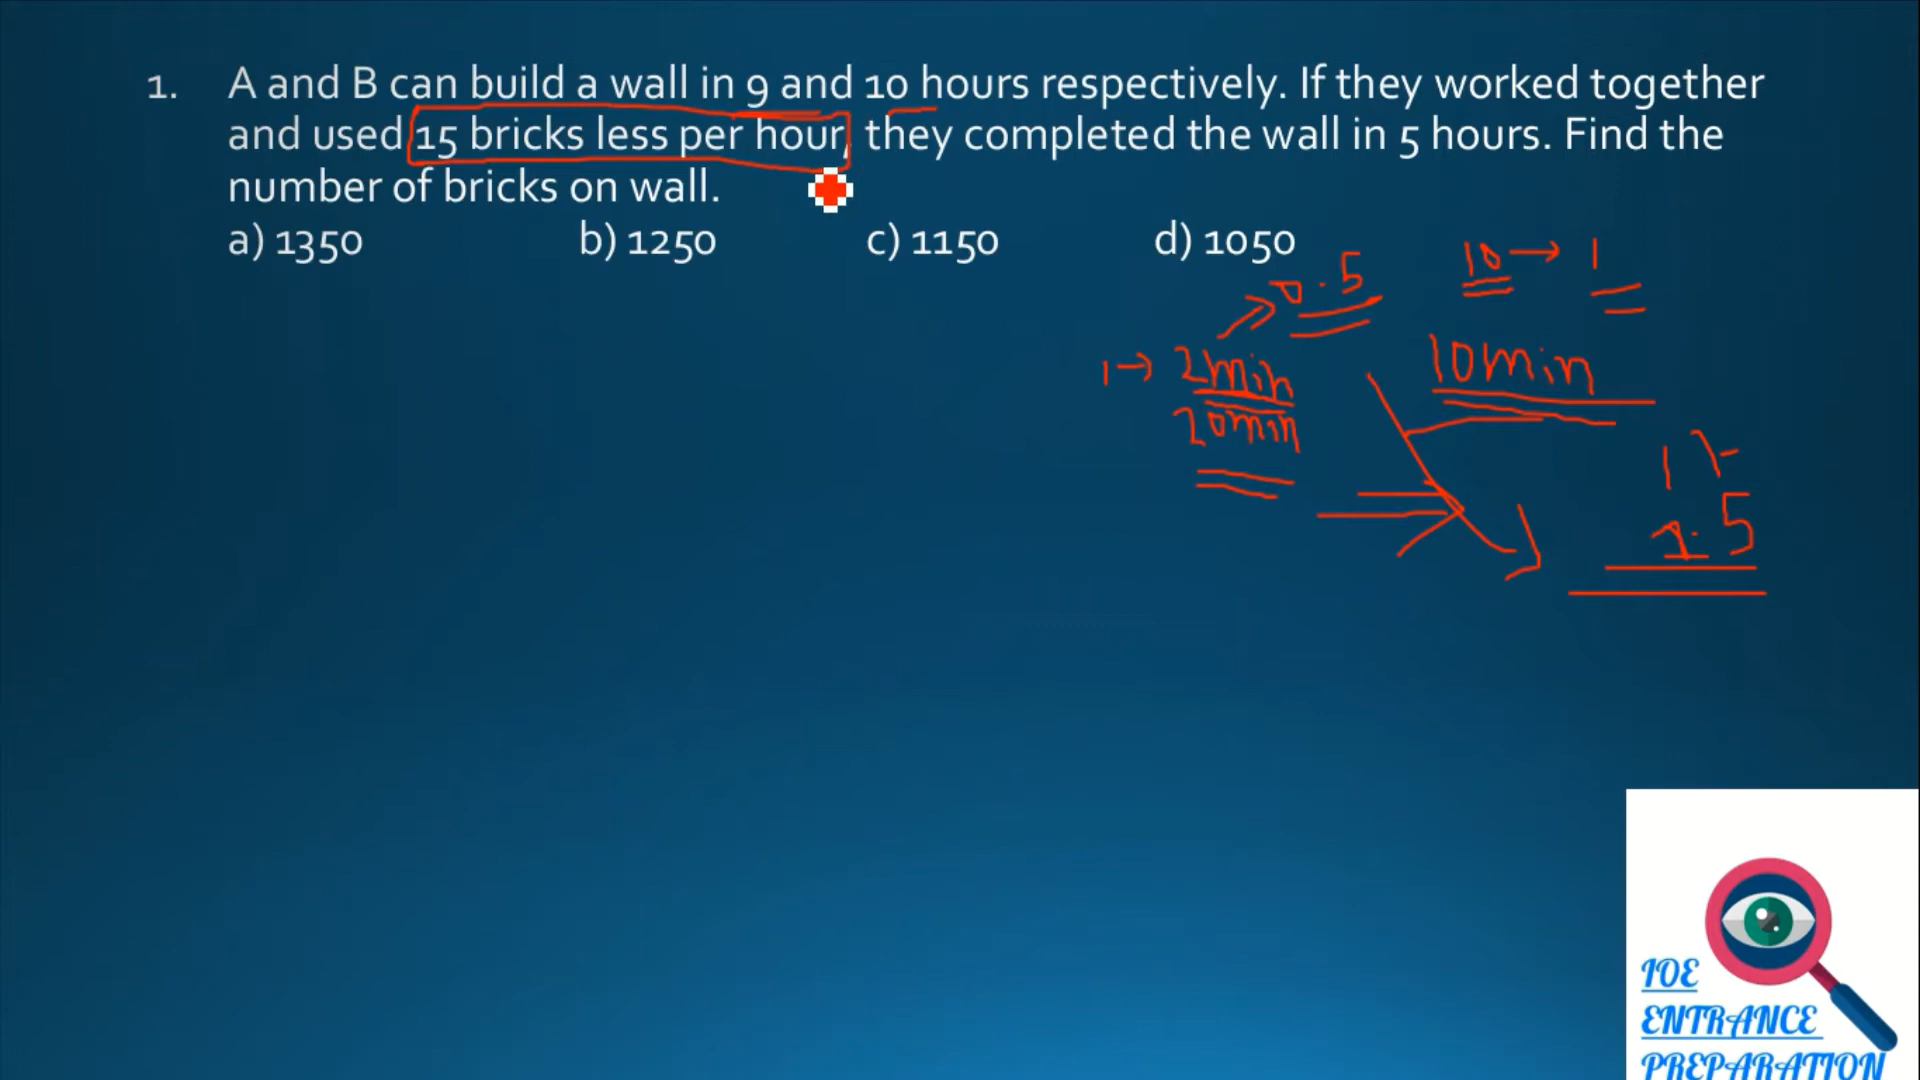 1. A and B can build a wall in 9 and 10 hours respectively. If they worked together
and used 15 bricks less per hour, they completed the wall in 5 hours. Find the
number of bricks on wall.
a) 1350 b) 1250 c) 1150 d) 1050
0.5 10 → 1
1 → 2min 10min
20min
1
.5
IOE
ENTRANCE
PREPARATION